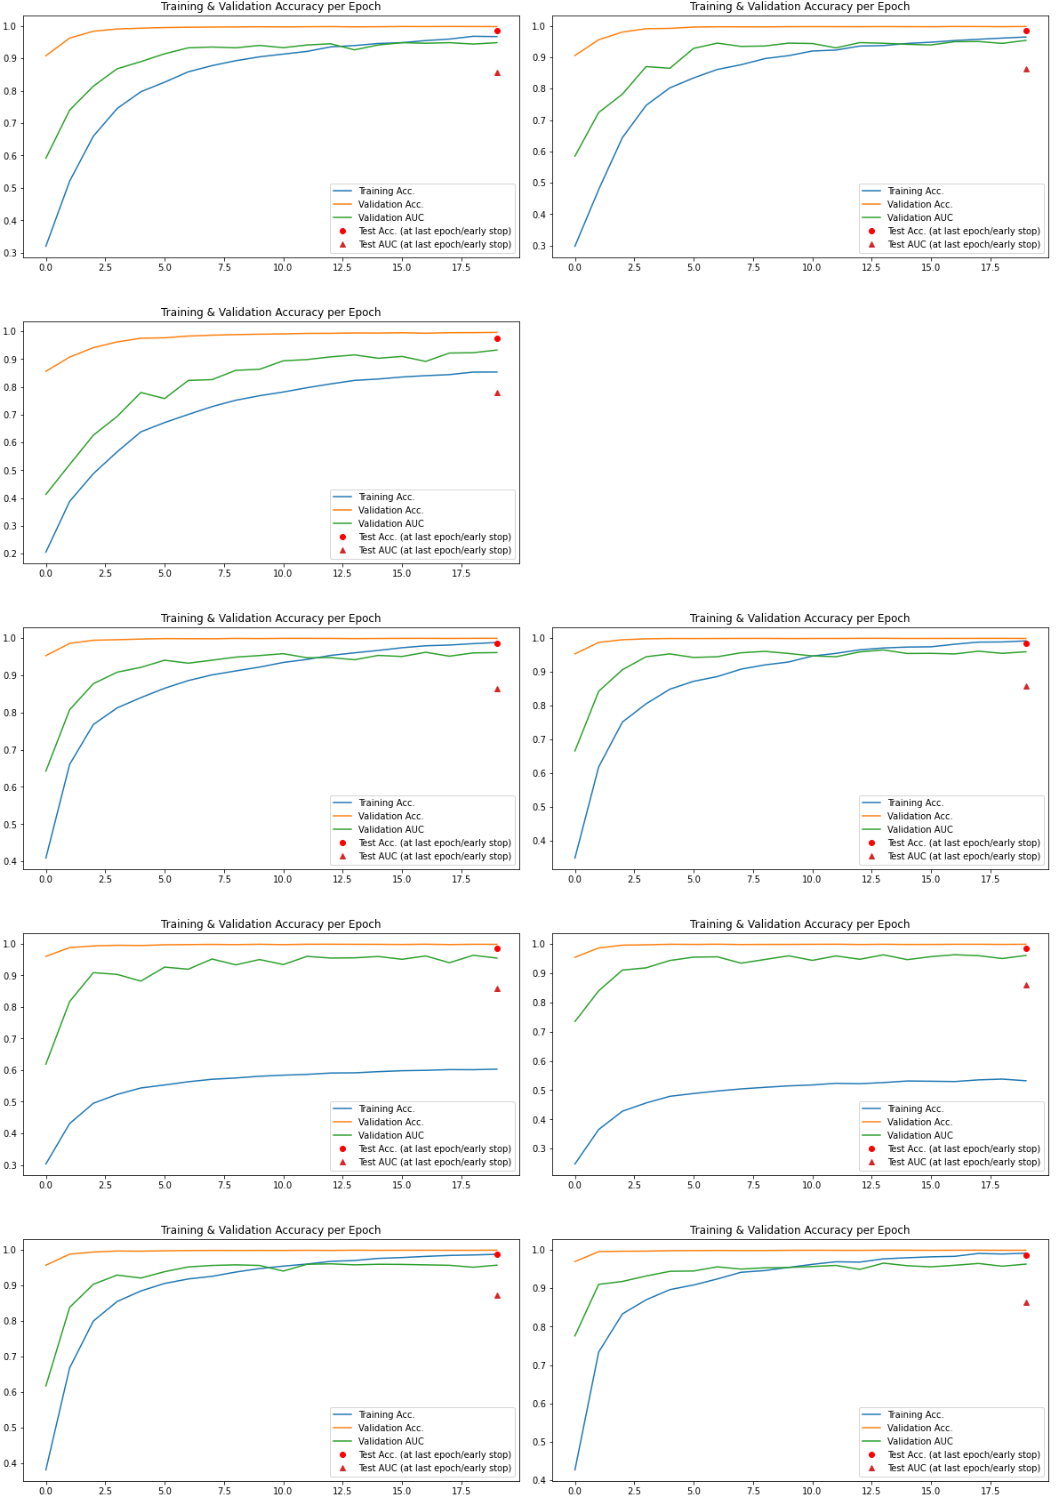 Training & Validation Accuracy per Epoch
1.0
0.9
0.8
0.7
0.6
0.5
0.4
0.3
0.0 2.5 5.0 7.5 10.0 12.5 15.0 17.5
Training Acc.
Validation Acc.
Validation AUC
Test Acc. (at last epoch/early stop)
Test AUC (at last epoch/early stop)
Training & Validation Accuracy per Epoch
1.0
0.9
0.8
0.7
0.6
0.5
0.4
0.3
0.0 2.5 5.0 7.5 10.0 12.5 15.0 17.5
Training Acc.
Validation Acc.
Validation AUC
Test Acc. (at last epoch/early stop)
Test AUC (at last epoch/early stop)
Training & Validation Accuracy per Epoch
1.0
0.9
0.8
0.7
0.6
0.5
0.4
0.3
0.2
0.0 2.5 5.0 7.5 10.0 12.5 15.0 17.5
Training Acc.
Validation Acc.
Validation AUC
Test Acc. (at last epoch/early stop)
Test AUC (at last epoch/early stop)
Training & Validation Accuracy per Epoch
1.0
0.9
0.8
0.7
0.6
0.5
0.4
0.0 2.5 5.0 7.5 10.0 12.5 15.0 17.5
Training Acc.
Validation Acc.
Validation AUC
Test Acc. (at last epoch/early stop)
Test AUC (at last epoch/early stop)
Training & Validation Accuracy per Epoch
1.0
0.9
0.8
0.7
0.6
0.5
0.4
0.0 2.5 5.0 7.5 10.0 12.5 15.0 17.5
Training Acc.
Validation Acc.
Validation AUC
Test Acc. (at last epoch/early stop)
Test AUC (at last epoch/early stop)
Training & Validation Accuracy per Epoch
1.0
0.9
0.8
0.7
0.6
0.5
0.4
0.3
0.0 2.5 5.0 7.5 10.0 12.5 15.0 17.5
Training Acc.
Validation Acc.
Validation AUC
Test Acc. (at last epoch/early stop)
Test AUC (at last epoch/early stop)
Training & Validation Accuracy per Epoch
1.0
0.9
0.8
0.7
0.6
0.5
0.4
0.3
0.0 2.5 5.0 7.5 10.0 12.5 15.0 17.5
Training Acc.
Validation Acc.
Validation AUC
Test Acc. (at last epoch/early stop)
Test AUC (at last epoch/early stop)
Training & Validation Accuracy per Epoch
1.0
0.9
0.8
0.7
0.6
0.5
0.4
0.0 2.5 5.0 7.5 10.0 12.5 15.0 17.5
Training Acc.
Validation Acc.
Validation AUC
Test Acc. (at last epoch/early stop)
Test AUC (at last epoch/early stop)
Training & Validation Accuracy per Epoch
1.0
0.9
0.8
0.7
0.6
0.5
0.4
0.0 2.5 5.0 7.5 10.0 12.5 15.0 17.5
Training Acc.
Validation Acc.
Validation AUC
Test Acc. (at last epoch/early stop)
Test AUC (at last epoch/early stop)